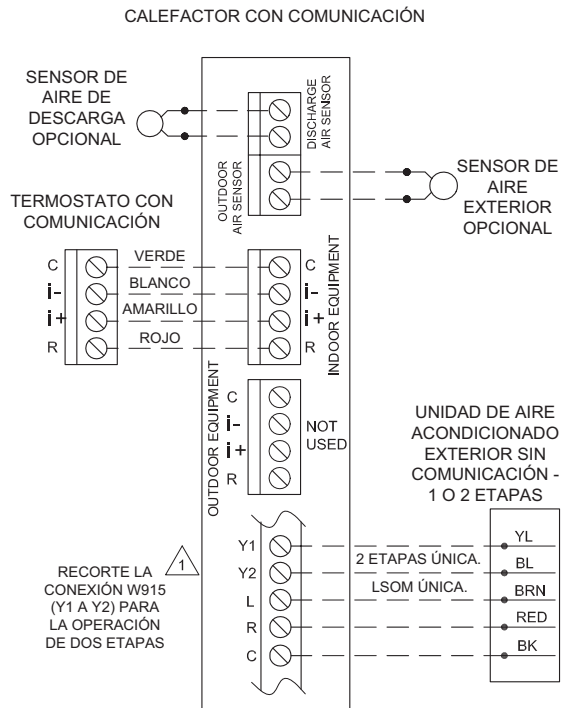 CALEFACTOR CON COMUNICACIÓN
SENSOR DE
AIRE DE
DESCARGA
OPCIONAL
DISCHARGE
AIR SENSOR
OUTDOOR
AIR SENSOR
SENSOR DE
AIRE
EXTERIOR
OPCIONAL
TERMOSTATO CON
COMUNICACIÓN
C
i-
i+
R
VERDE
BLANCO
AMARILLO
ROJO
C
i-
i+
R
INDOOR EQUIPMENT
OUTDOOR EQUIPMENT
C
i-
i+
R
NOT
USED
UNIDAD DE AIRE
ACONDICIONADO
EXTERIOR SIN
COMUNICACIÓN -
1 O 2 ETAPAS
1
RECORTE LA
CONEXIÓN W915
(Y1 A Y2) PARA
LA OPERACIÓN
DE DOS ETAPAS
Y1
Y2
L
R
C
2 ETAPAS ÚNICA.
LSOM ÚNICA.
YL
BL
BRN
RED
BK